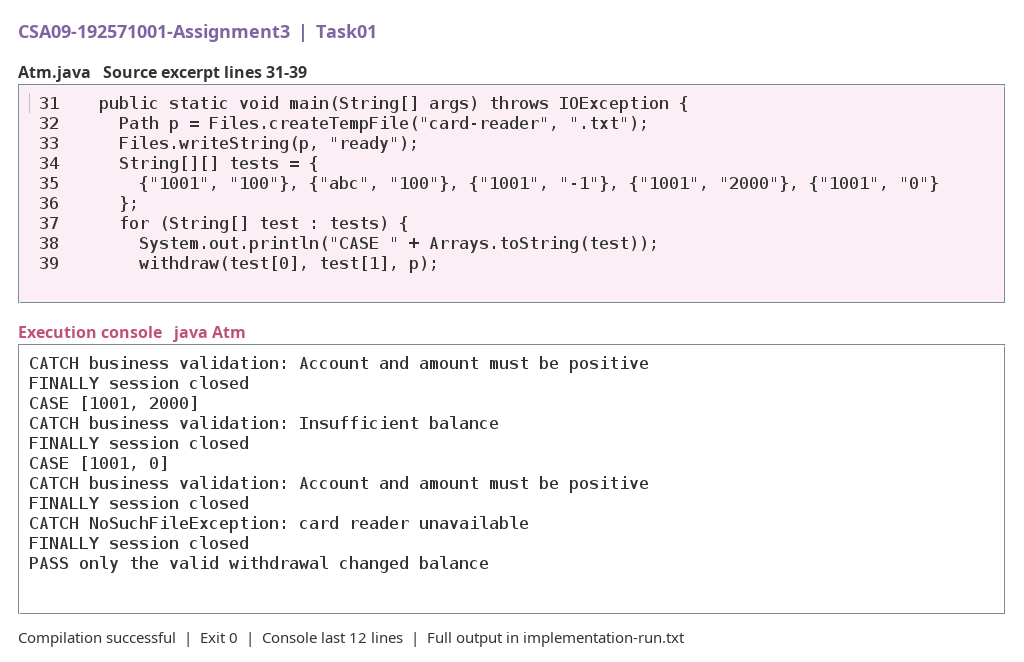 CSA09-192571001-Assignment3 | Task01
Atm.java Source excerpt lines 31-39
31    public static void main(String[] args) throws IOException {
32      Path p = Files.createTempFile("card-reader", ".txt");
33      Files.writeString(p, "ready");
34      String[][] tests = {
35        {"1001", "100"}, {"abc", "100"}, {"1001", "-1"}, {"1001", "2000"}, {"1001", "0"}
36      };
37      for (String[] test : tests) {
38        System.out.println("CASE " + Arrays.toString(test));
39        withdraw(test[0], test[1], p);
Execution console java Atm
CATCH business validation: Account and amount must be positive
FINALLY session closed
CASE [1001, 2000]
CATCH business validation: Insufficient balance
FINALLY session closed
CASE [1001, 0]
CATCH business validation: Account and amount must be positive
FINALLY session closed
CATCH NoSuchFileException: card reader unavailable
FINALLY session closed
PASS only the valid withdrawal changed balance
Compilation successful | Exit 0 | Console last 12 lines | Full output in implementation-run.txt